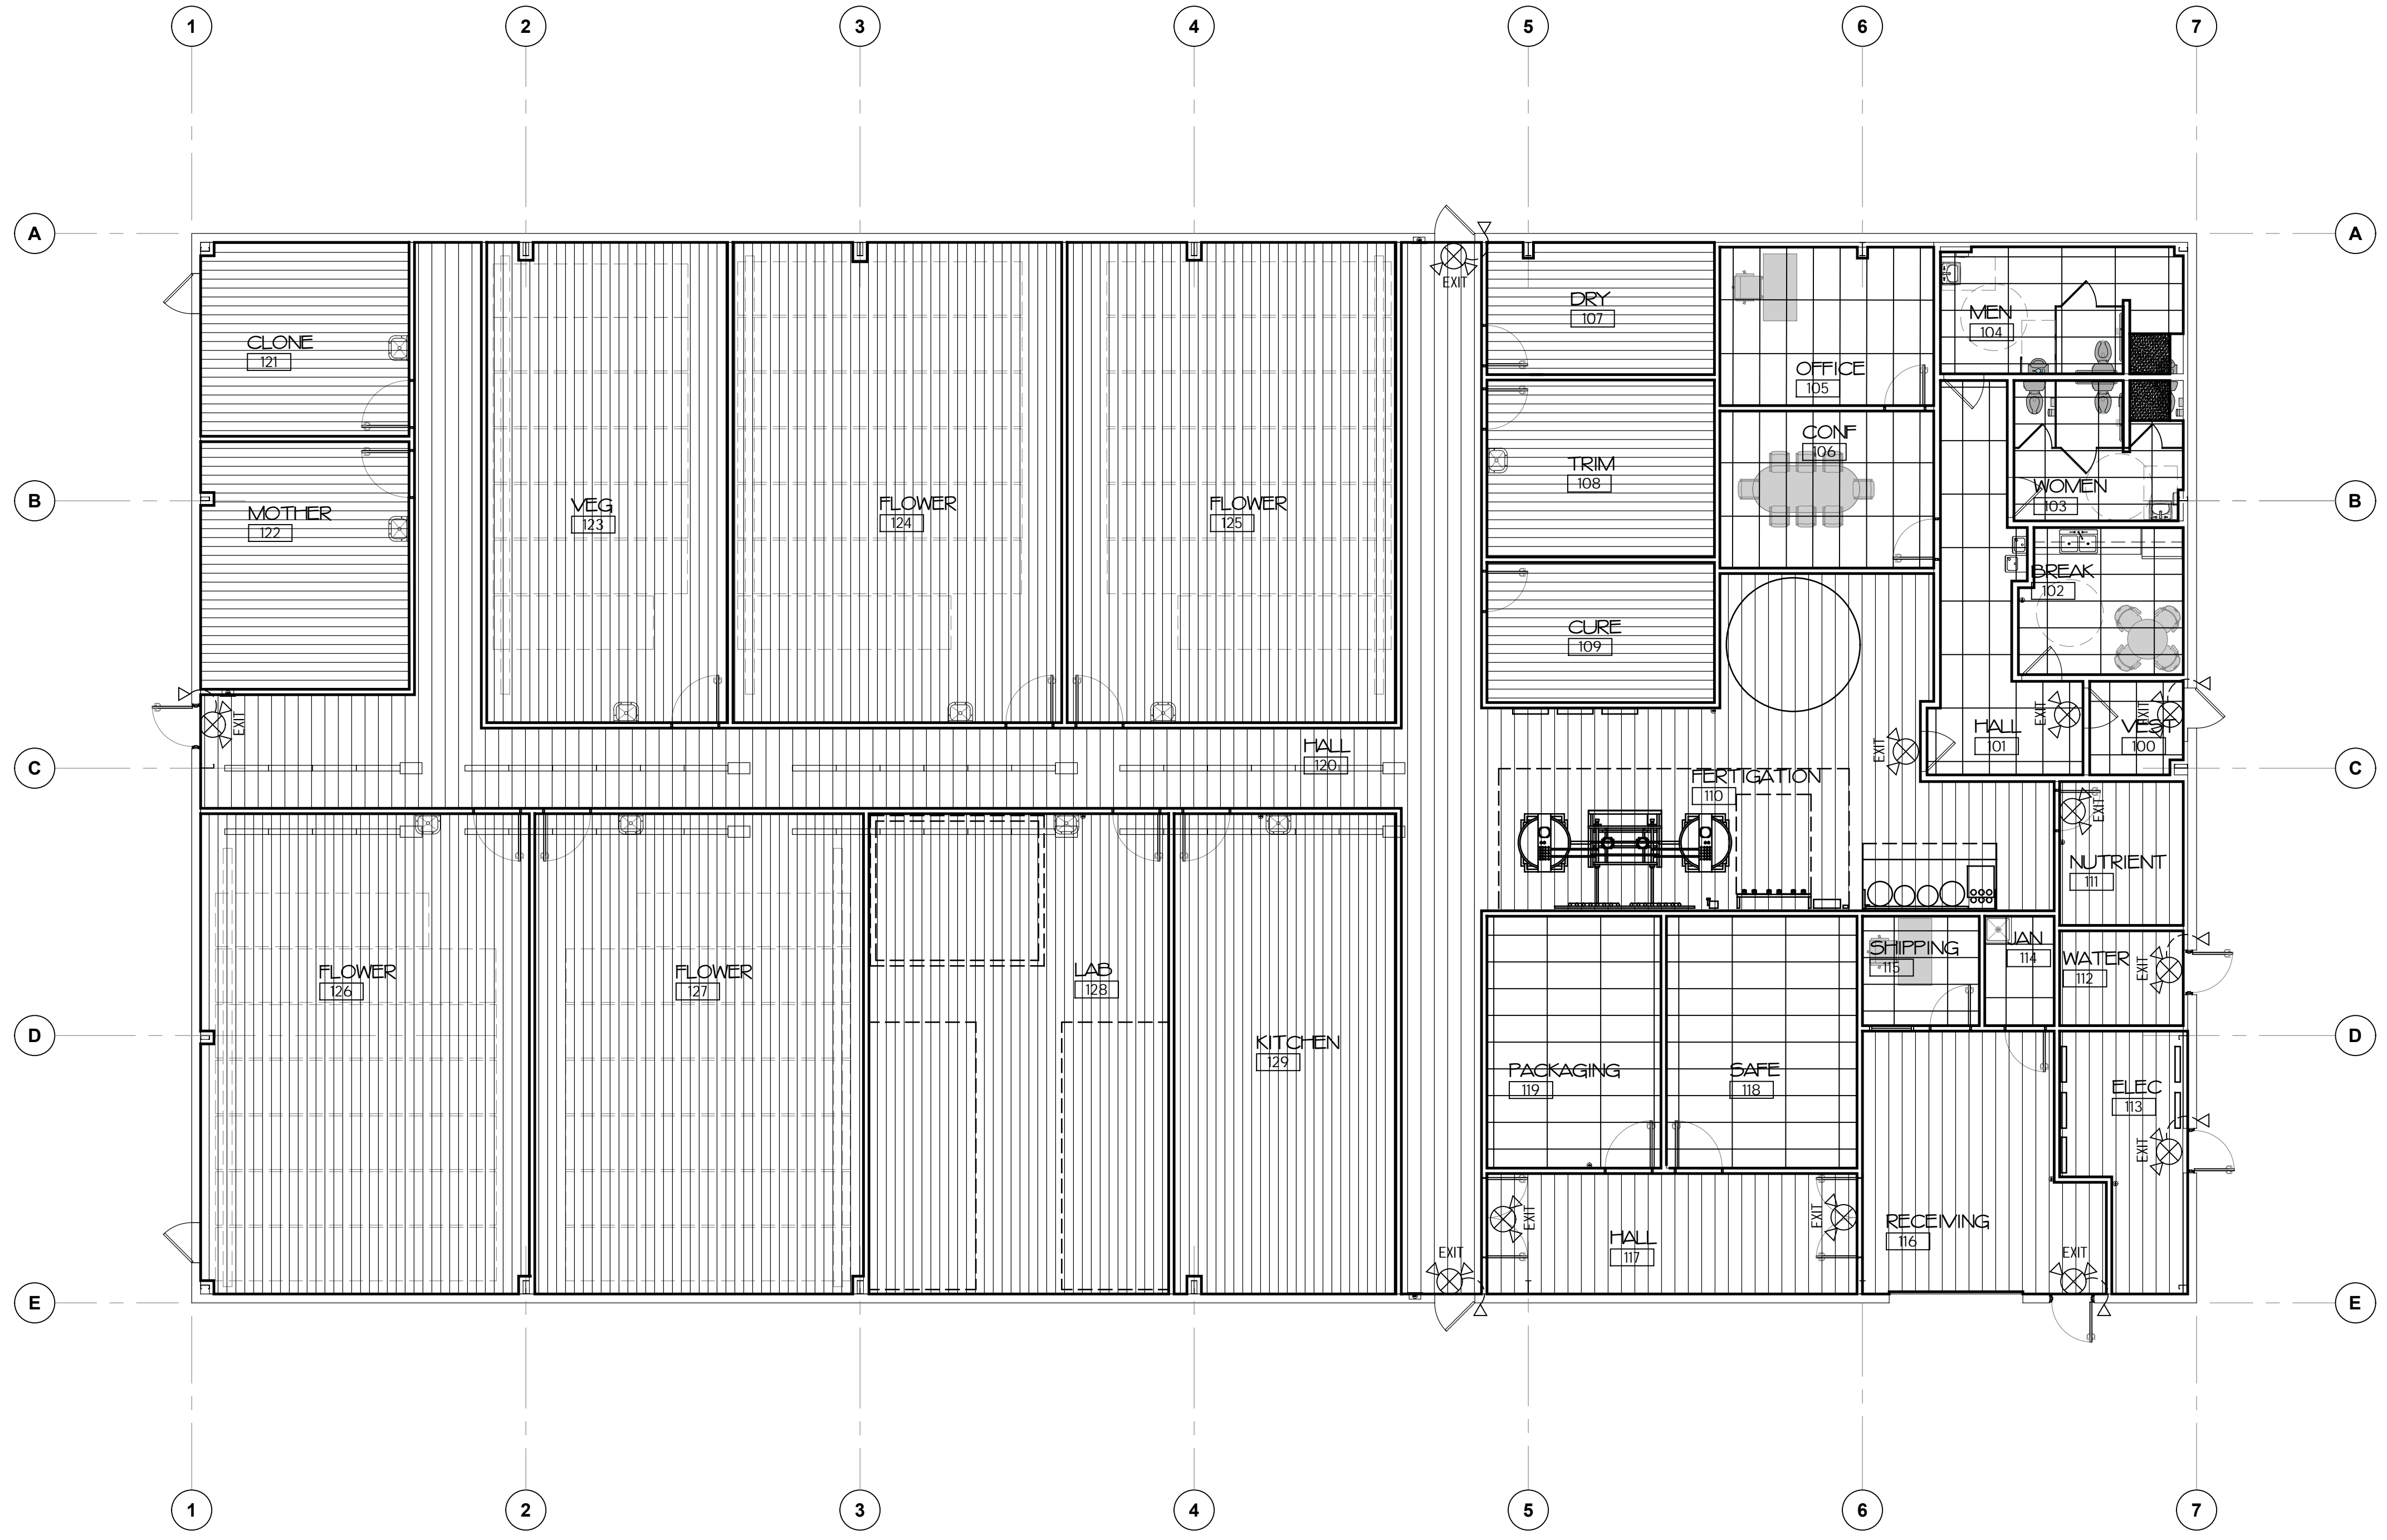 1 2 3 4 5 6 7
A A
EXIT
DRY
107
MEN
104
CLONE
121
OFFICE
105
CONF
106
TRIM
108
WOMEN
103
B B
VEG
123
FLOWER
124
FLOWER
125
MOTHER
122
BREAK
102
CURE
109
EXIT
HALL
120
EXIT
HALL
101
EXIT
EXIT
VEST
100
C C
FERTIGATION
110
EXIT
NUTRIENT
111
FLOWER
126
FLOWER
127
LAB
128
SHIPPING
115
JAN
114
WATER
112
EXIT
D D
KITCHEN
129
PACKAGING
119
SAFE
118
ELEC
113
EXIT
EXIT
HALL
117
EXIT
RECEIVING
116
EXIT
EXIT
E E
1 2 3 4 5 6 7